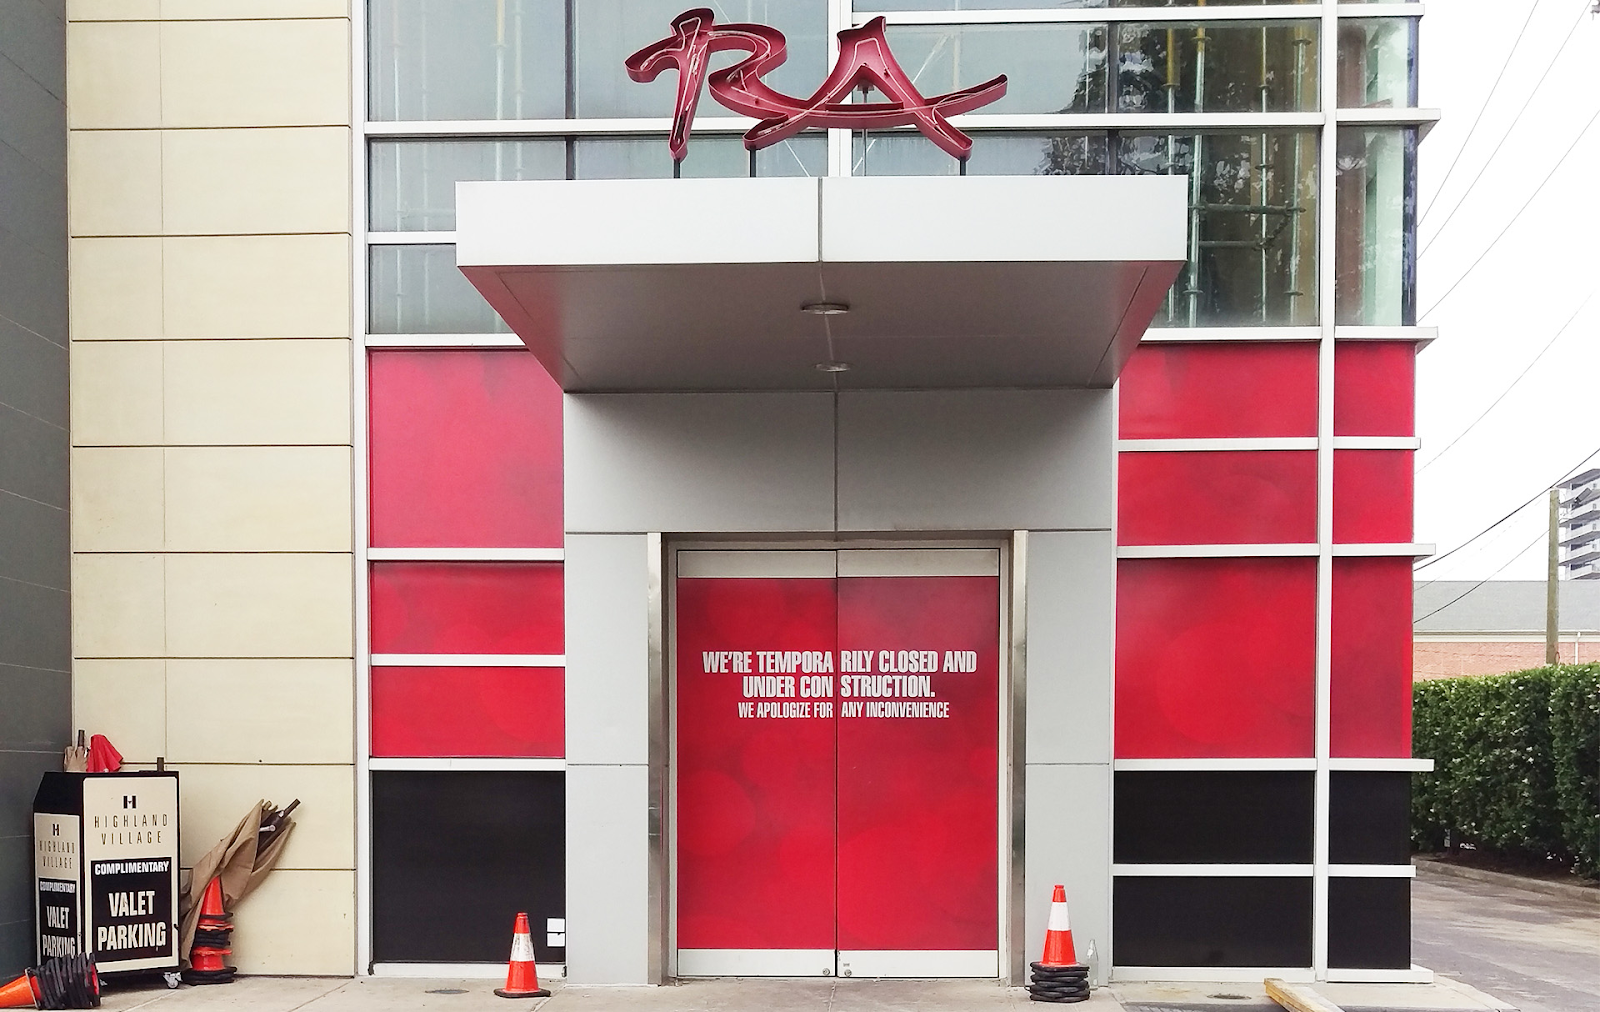 RA
WE'RE TEMPORARILY CLOSED AND
UNDER CONSTRUCTION.
WE APOLOGIZE FOR ANY INCONVENIENCE
H
HIGHLAND
VILLAGE
COMPLIMENTARY
VALET
PARKING
H
HIGHLAND
VILLAGE
COMPLIMENTARY
VALET
PARKING